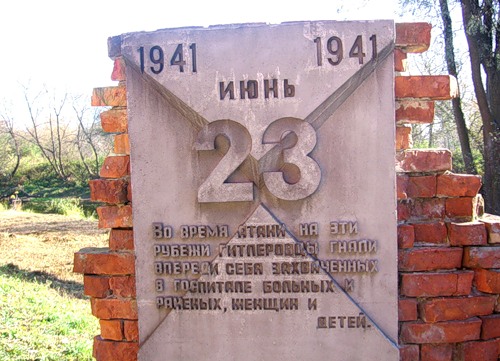 1941 1941
ИЮНЬ
23
Во время атаки на эти
рубежи гитлеровцы гнали
впереди себя захваченных
в госпитале больных и
раненых, женщин и
детей.